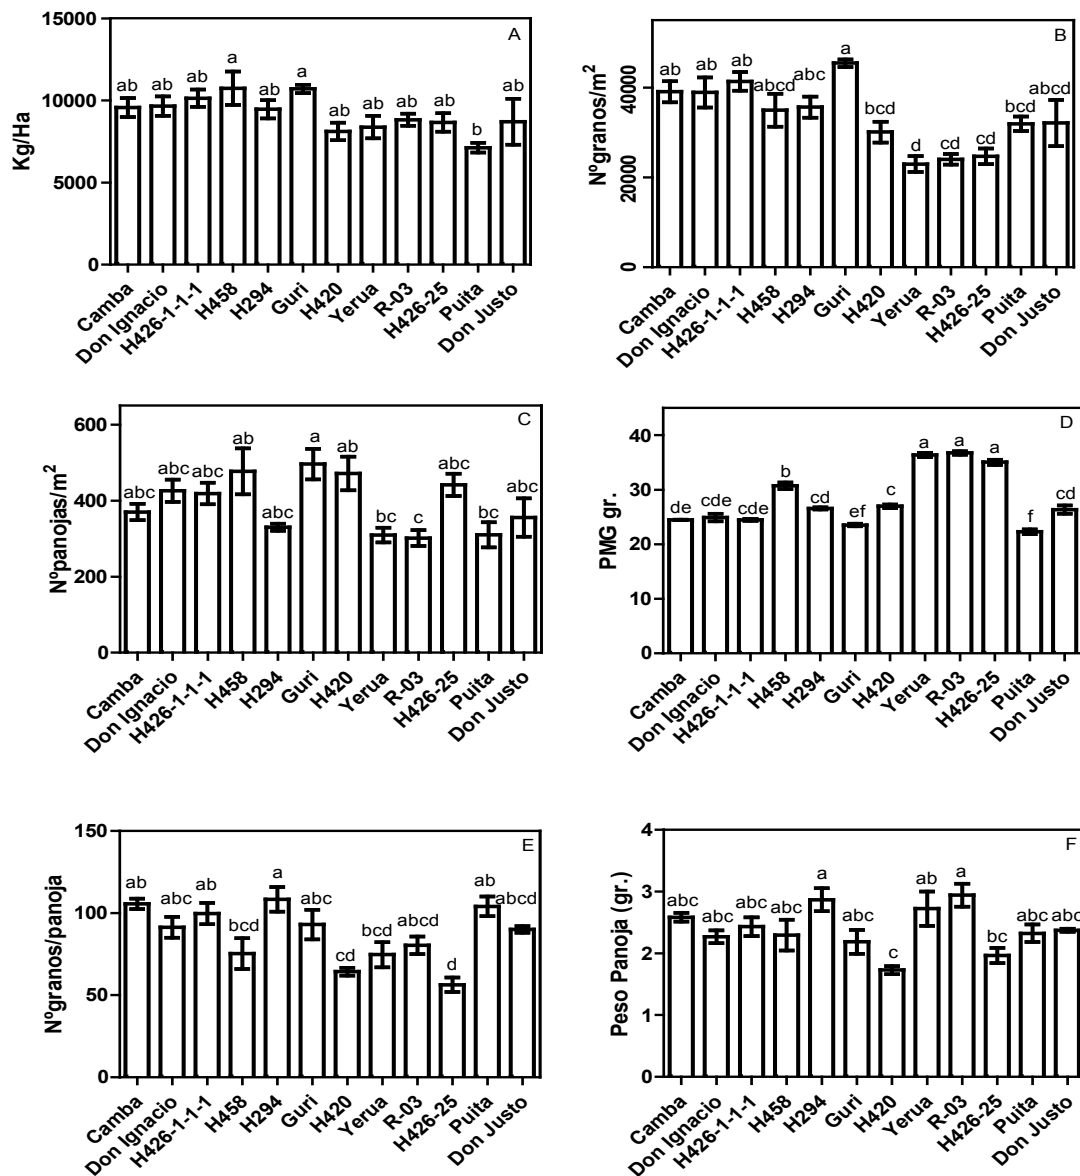 A
Kg/Ha
15000
10000
5000
0
ab ab ab a ab a ab ab ab ab b ab
Camba
Don Ignacio
H426-1-1-1
H458
H294
Guri
H420
Yerua
R-03
H426-25
Puita
Don Justo
B
Nºgranos/m²
40000
20000
0
ab ab ab abcd abc a bcd d cd cd bcd abcd
Camba
Don Ignacio
H426-1-1-1
H458
H294
Guri
H420
Yerua
R-03
H426-25
Puita
Don Justo
C
Nºpanojas/m²
600
400
200
0
abc abc abc ab abc a ab bc c abc bc abc
Camba
Don Ignacio
H426-1-1-1
H458
H294
Guri
H420
Yerua
R-03
H426-25
Puita
Don Justo
D
PMG gr.
40
30
20
10
0
de cde cde b cd ef c a a a f cd
Camba
Don Ignacio
H426-1-1-1
H458
H294
Guri
H420
Yerua
R-03
H426-25
Puita
Don Justo
E
Nºgranos/panoja
150
100
50
0
ab abc ab bcd a abc cd bcd abcd d ab abcd
Camba
Don Ignacio
H426-1-1-1
H458
H294
Guri
H420
Yerua
R-03
H426-25
Puita
Don Justo
F
Peso Panoja (gr.)
4
3
2
1
0
abc abc abc abc a abc c ab a bc abc abc
Camba
Don Ignacio
H426-1-1-1
H458
H294
Guri
H420
Yerua
R-03
H426-25
Puita
Don Justo